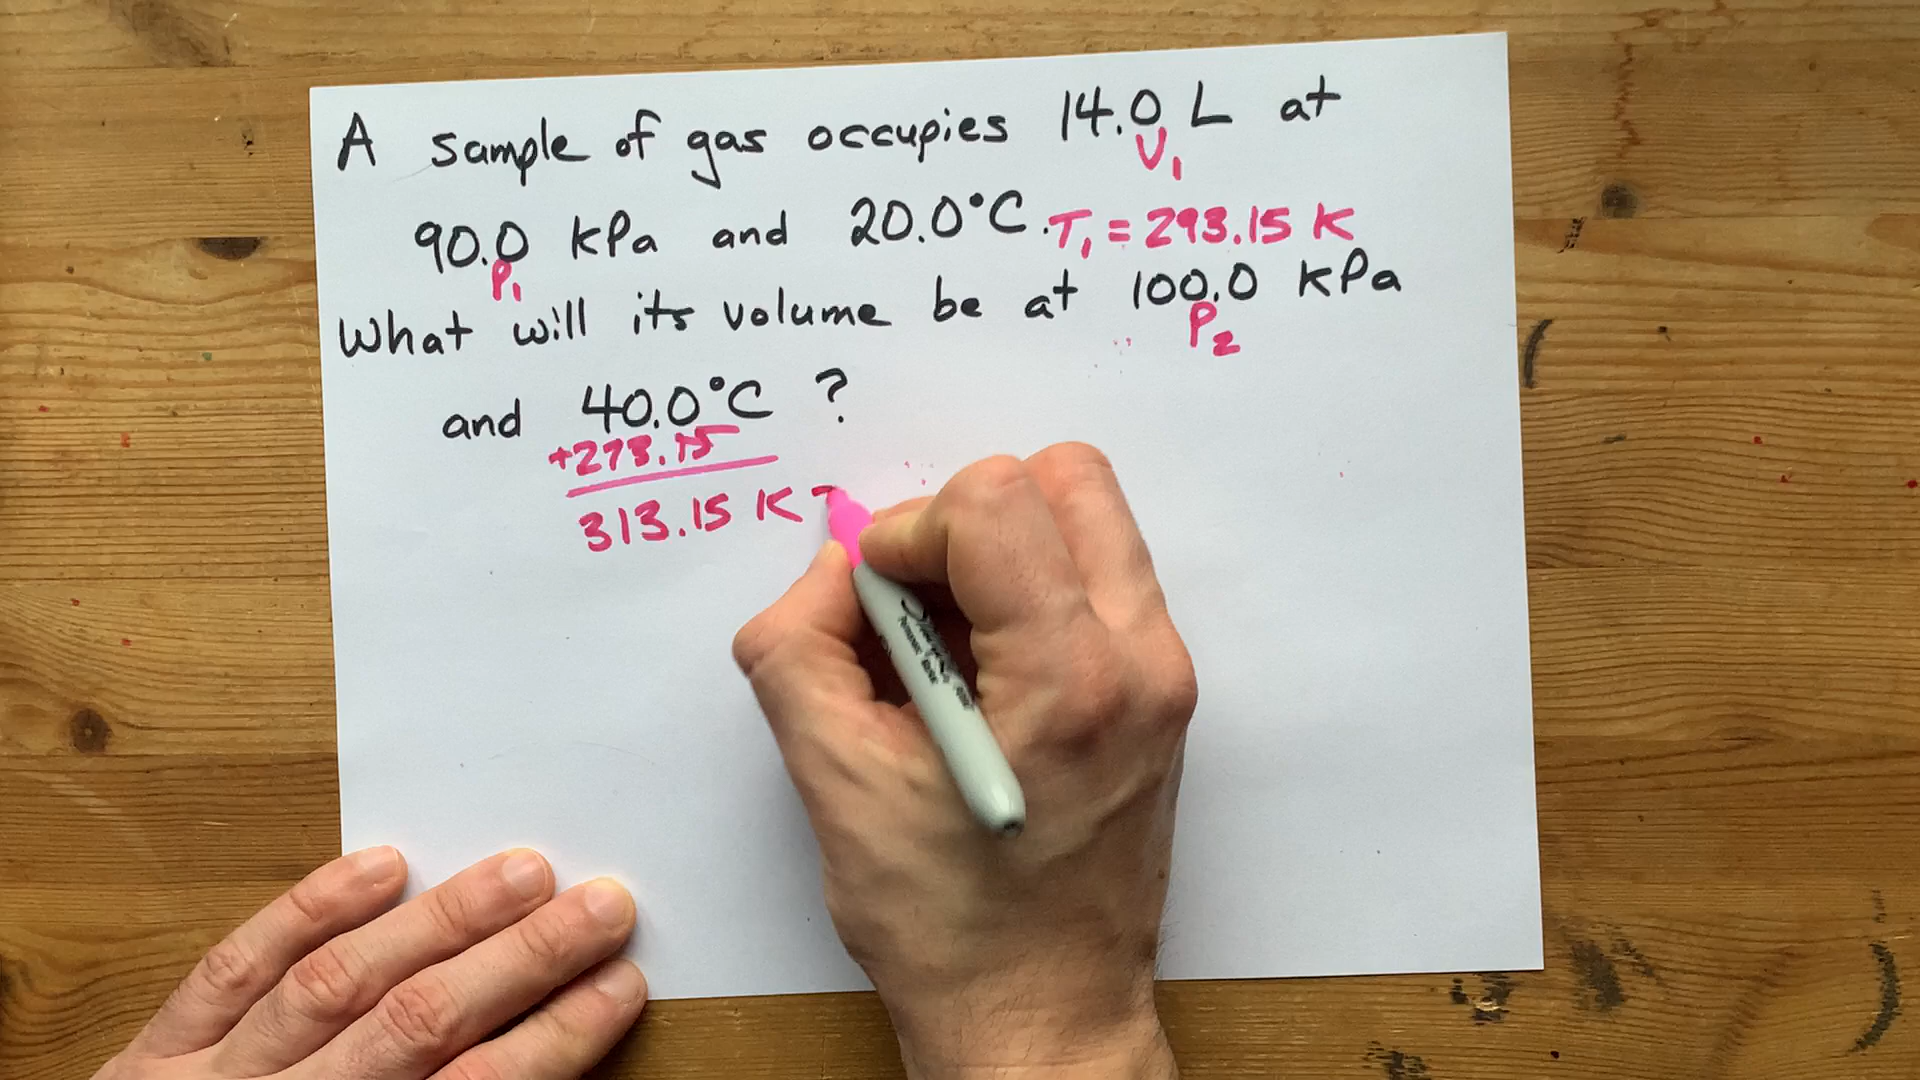 A sample of gas occupies 14.0 L at
V₁
90.0 kPa and 20.0°C. T₁ = 293.15 K
P₁
What will its volume be at 100.0 kPa
P₂
and 40.0°C ?
+273.15
313.15 K
Sharpie